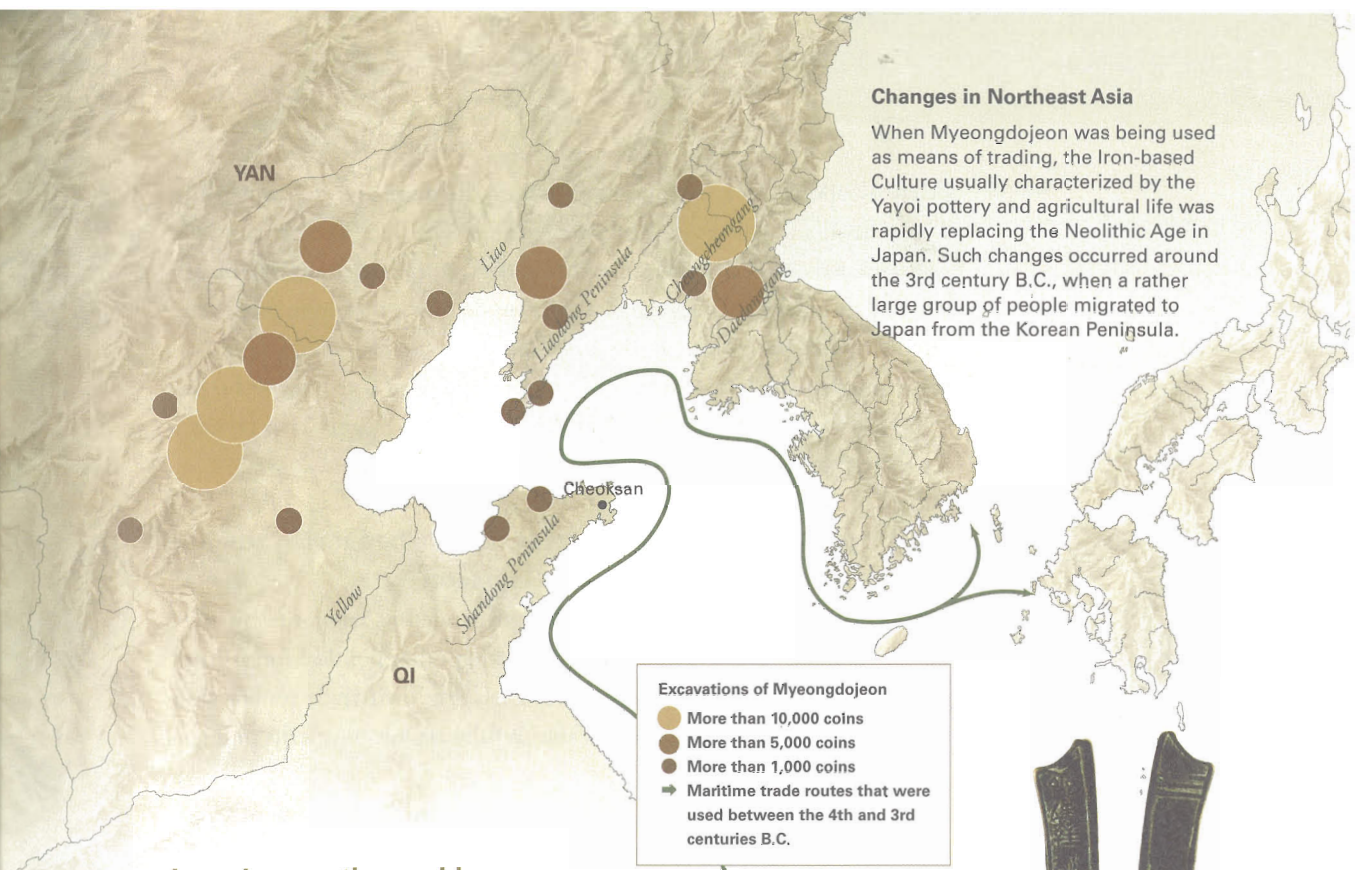 Changes in Northeast Asia
When Myeongdojeon was being used
as means of trading, the Iron-based
Culture usually characterized by the
Yayoi pottery and agricultural life was
rapidly replacing the Neolithic Age in
Japan. Such changes occurred around
the 3rd century B.C., when a rather
large group of people migrated to
Japan from the Korean Peninsula.
YAN
Liao
Liaodong Peninsula
Chungcheongang
Daedonggang
Cheoksan
Shandong Peninsula
Yellow
QI
Excavations of Myeongdojeon
More than 10,000 coins
More than 5,000 coins
More than 1,000 coins
Maritime trade routes that were
used between the 4th and 3rd
centuries B.C.